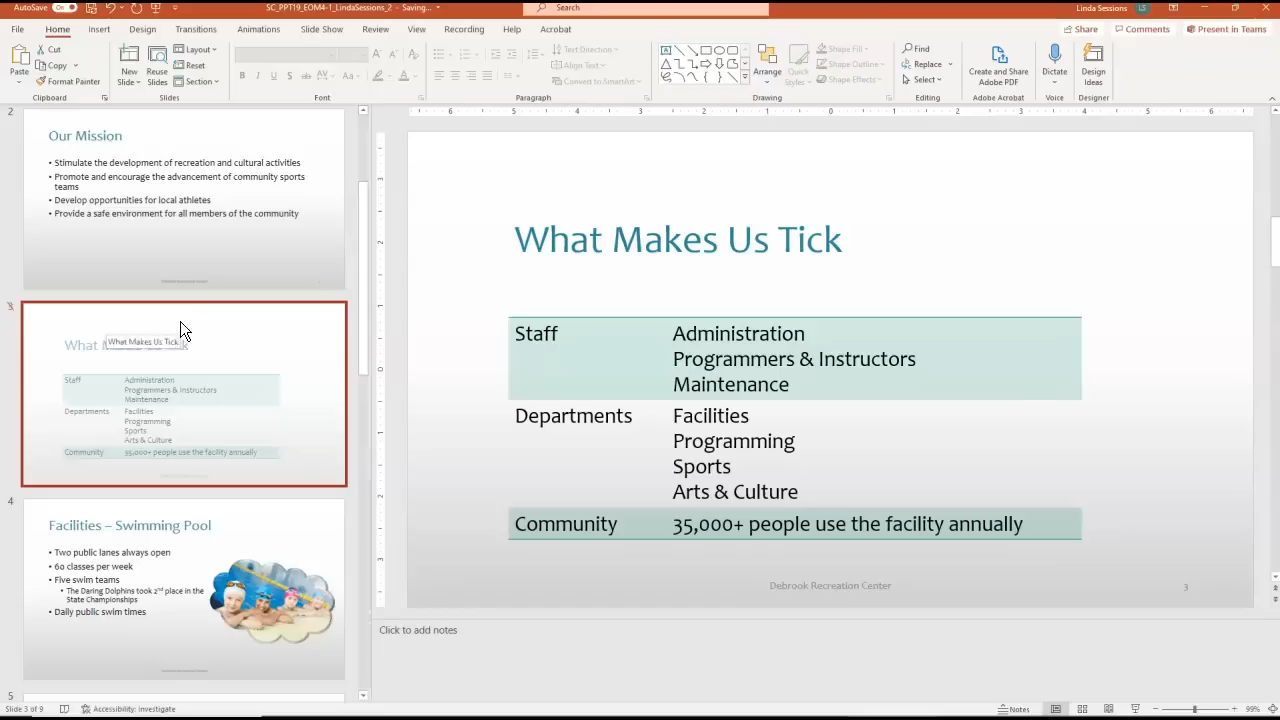 AutoSave On SC_PPT19_EOM4-1_LindaSessions_2 - Saving... Search Linda Sessions LS
File Home Insert Design Transitions Animations Slide Show Review View Recording Help Acrobat Share Comments Present in Teams
Paste Cut Copy Format Painter
New Slide Reuse Slides Layout Reset Section
Text Direction Align Text Convert to SmartArt
Arrange Quick Styles Shape Fill Shape Outline Shape Effects
Find Replace Select
Create and Share Adobe PDF Dictate Design Ideas
Clipboard Slides Font Paragraph Drawing Editing Adobe Acrobat Voice Designer
2
Our Mission
• Stimulate the development of recreation and cultural activities
• Promote and encourage the advancement of community sports
teams
• Develop opportunities for local athletes
• Provide a safe environment for all members of the community
3
What Makes Us Tick
Staff Administration
Programmers & Instructors
Maintenance
Departments Facilities
Programming
Sports
Arts & Culture
Community 35,000+ people use the facility annually
4
Facilities – Swimming Pool
• Two public lanes always open
• 60 classes per week
• Five swim teams
• The Daring Dolphins took 2nd place in the
State Championships
• Daily public swim times
5
What Makes Us Tick
Staff Administration
Programmers & Instructors
Maintenance
Departments Facilities
Programming
Sports
Arts & Culture
Community 35,000+ people use the facility annually
Debrook Recreation Center 3
Click to add notes
Slide 3 of 9 Accessibility: Investigate Notes 99%